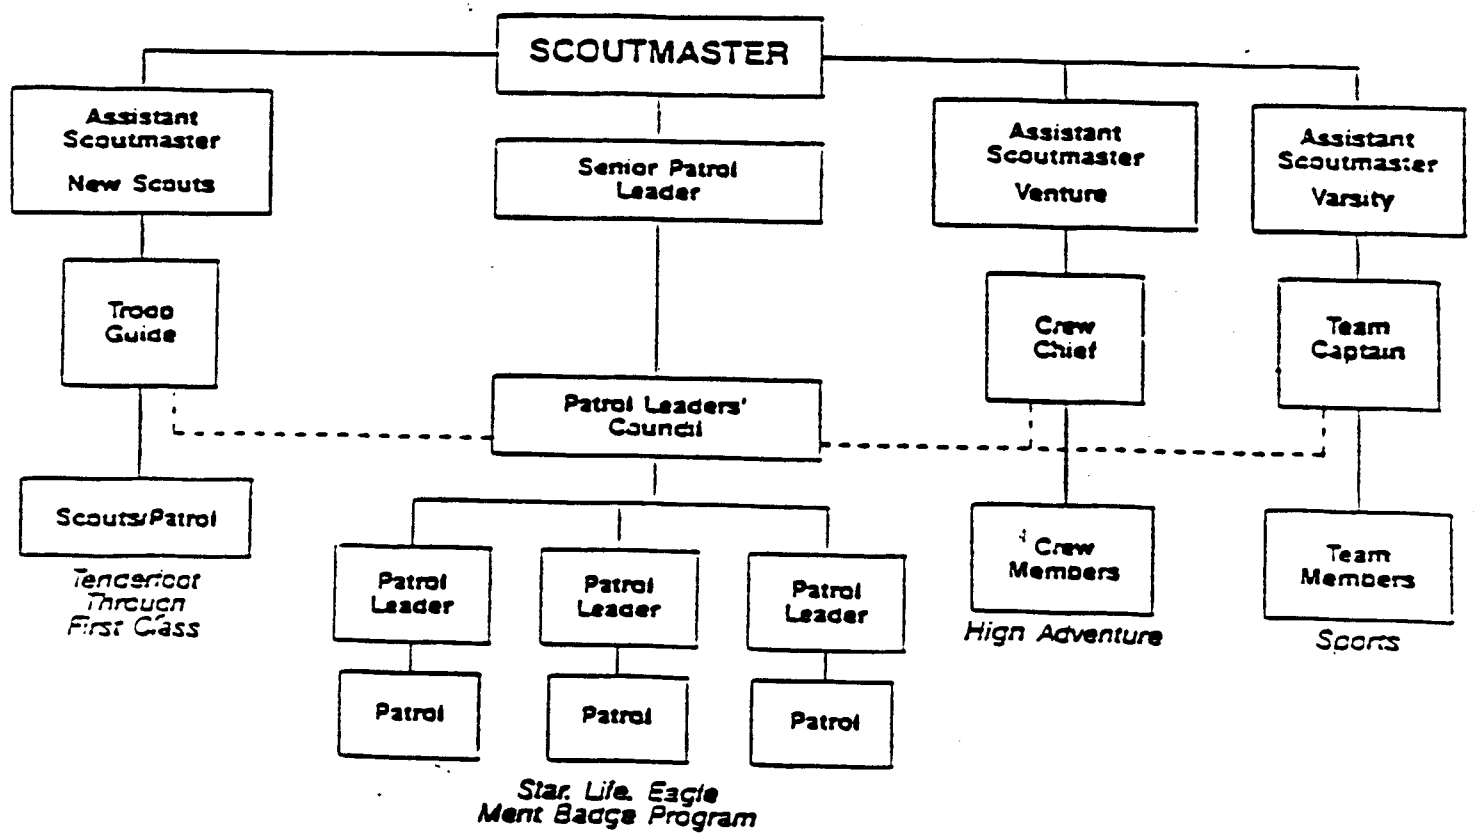 SCOUTMASTER
Assistant
Scoutmaster
New Scouts
Senior Patrol
Leader
Assistant
Scoutmaster
Venture
Assistant
Scoutmaster
Varsity
Troop
Guide
Crew
Chief
Team
Captain
Patrol Leaders'
Council
Scouts/Patrol
Tenderfoot
Through
First Class
Patrol
Leader
Patrol
Leader
Patrol
Leader
Crew
Members
High Adventure
Team
Members
Sports
Patrol
Patrol
Patrol
Star, Life, Eagle
Merit Badge Program